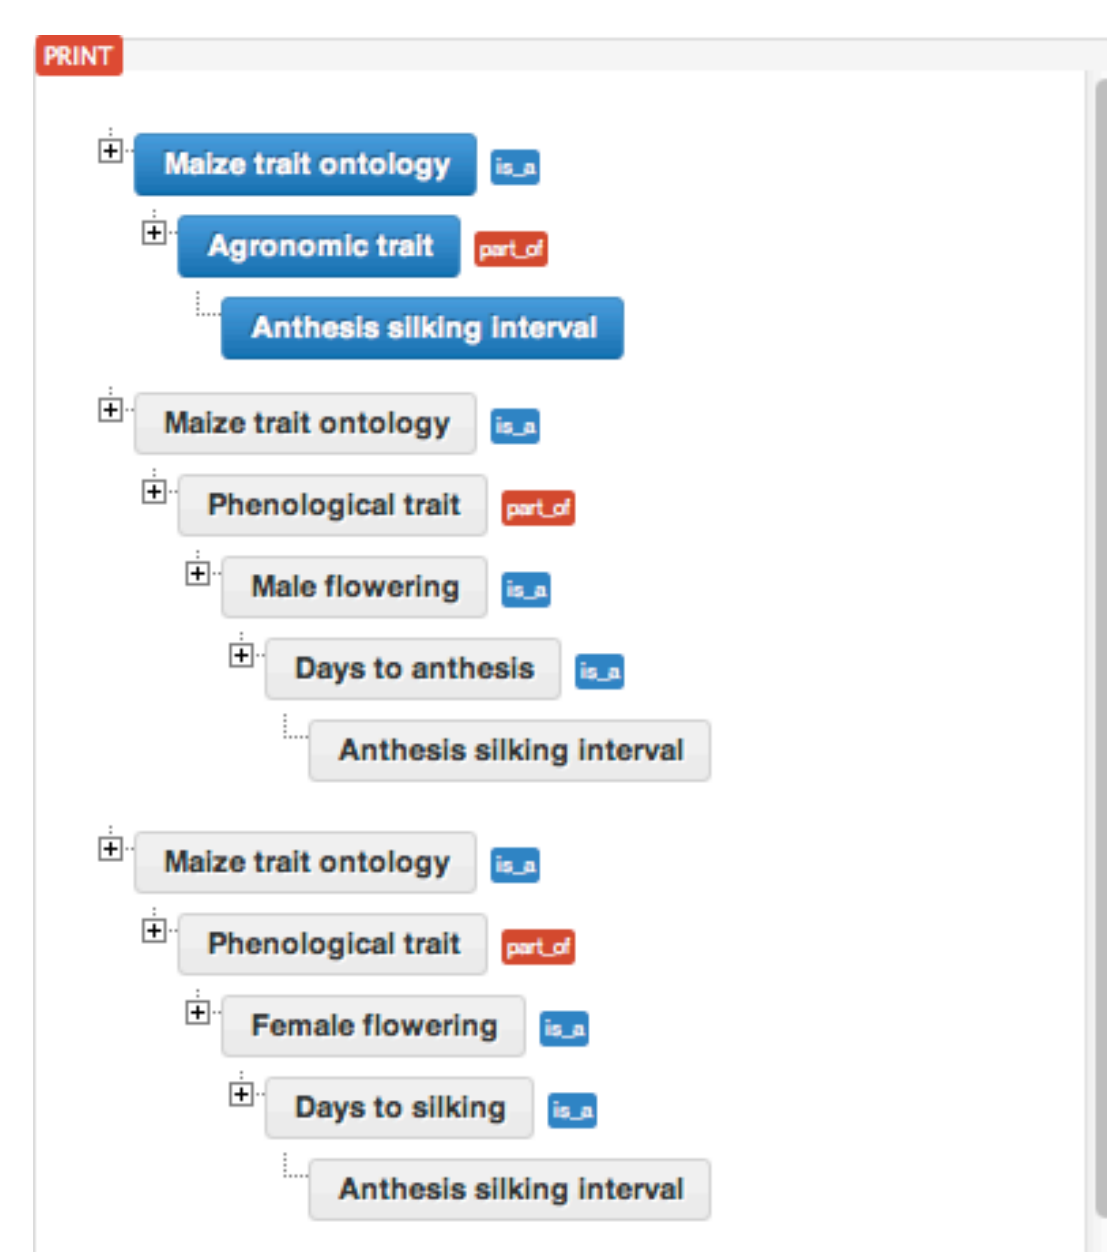 PRINT
Maize trait ontology is_a
Agronomic trait part_of
Anthesis silking interval
Maize trait ontology is_a
Phenological trait part_of
Male flowering is_a
Days to anthesis is_a
Anthesis silking interval
Maize trait ontology is_a
Phenological trait part_of
Female flowering is_a
Days to silking is_a
Anthesis silking interval